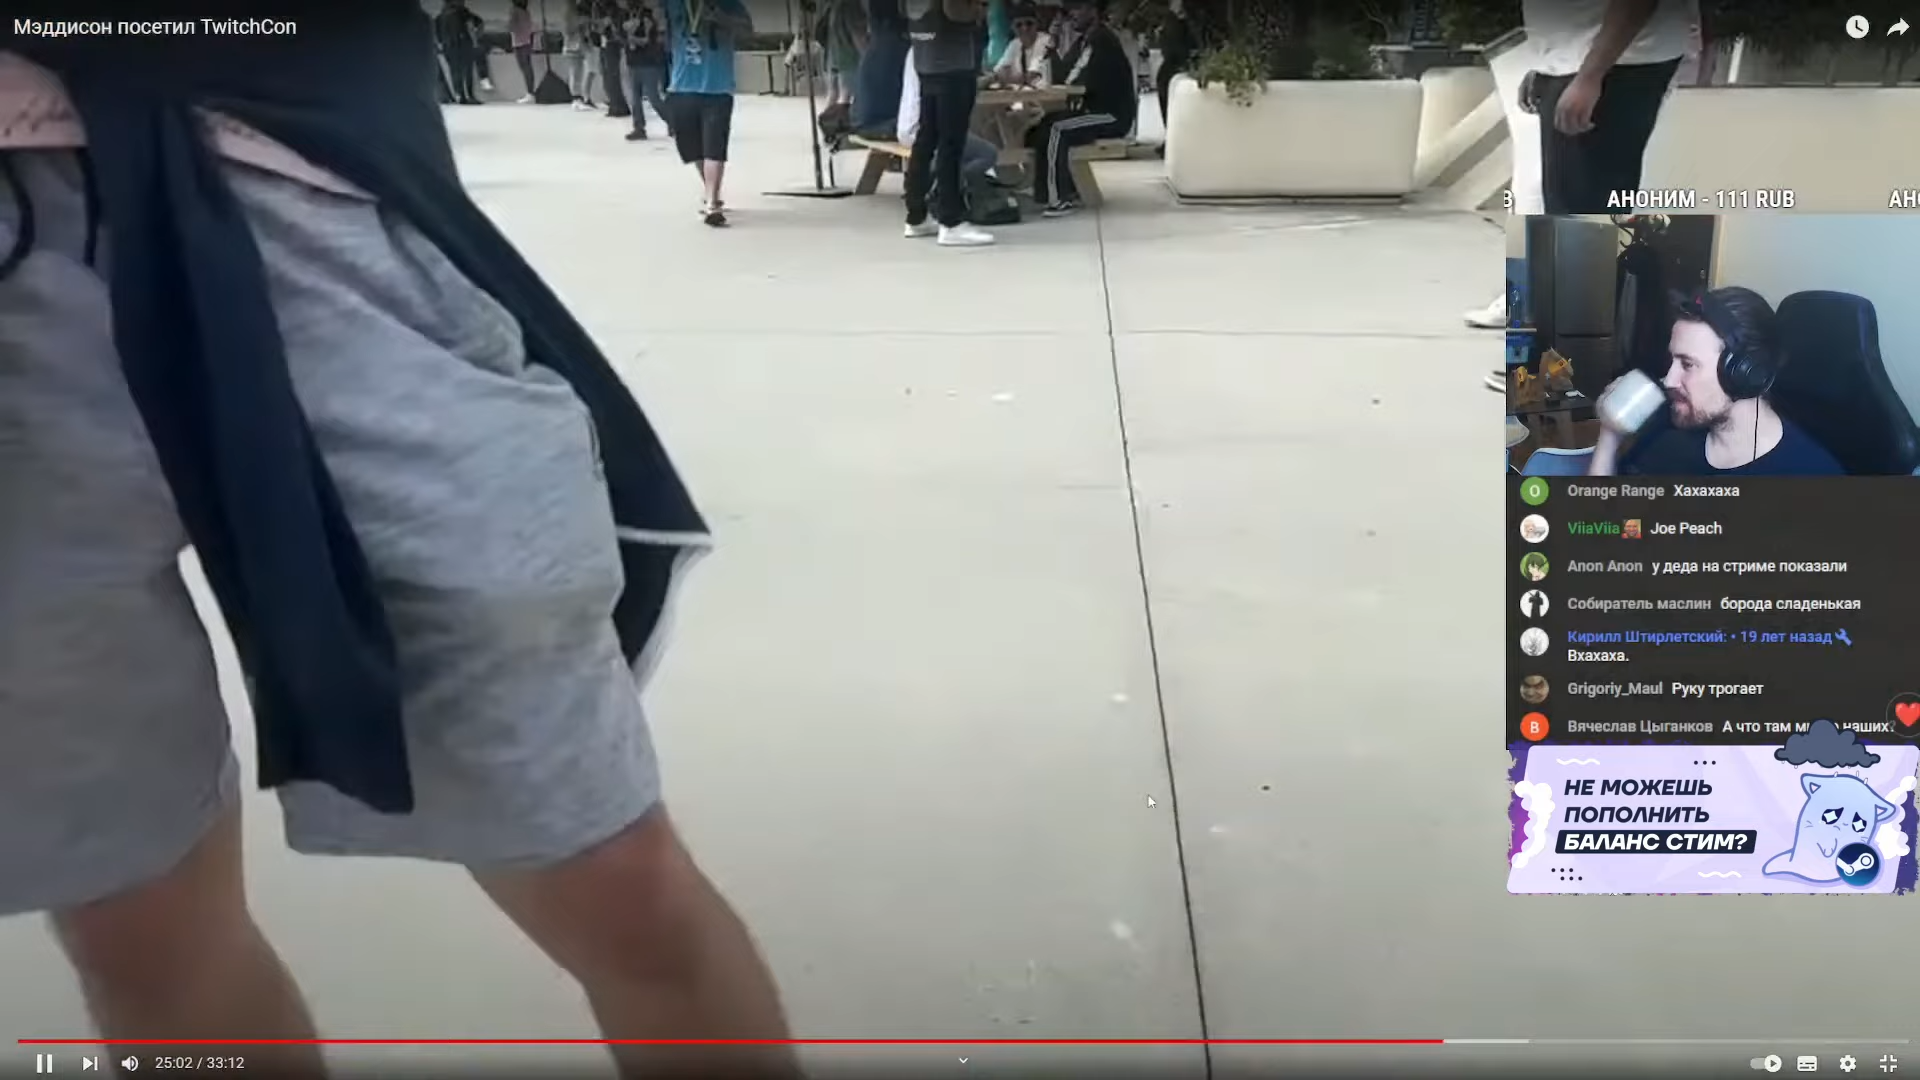 Мэддисон посетил TwitchCon
АНОНИМ - 111 RUB
Orange Range Хахахаха
ViiaViia Joe Peach
Anon Anon у деда на стриме показали
Собиратель маслин борода сладенькая
Кирилл Штирлетский: • 19 лет назад
Вхахаха.
Grigoriy_Maul Руку трогает
Вячеслав Цыганков А что там наших?
НЕ МОЖЕШЬ
ПОПОЛНИТЬ
БАЛАНС СТИМ?
25:02 / 33:12